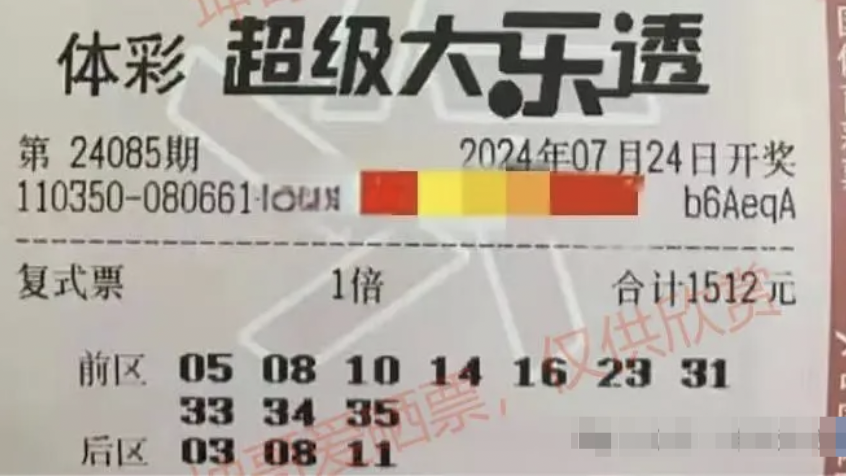 体彩 超级大乐透
第 24085期 2024年07月24日开奖
110350-080661 b6AeqA
复式票 1倍 合计1512元
前区 05 08 10 14 16 23 31
33 34 35
后区 03 08 11
爱晒票，仅供欣赏